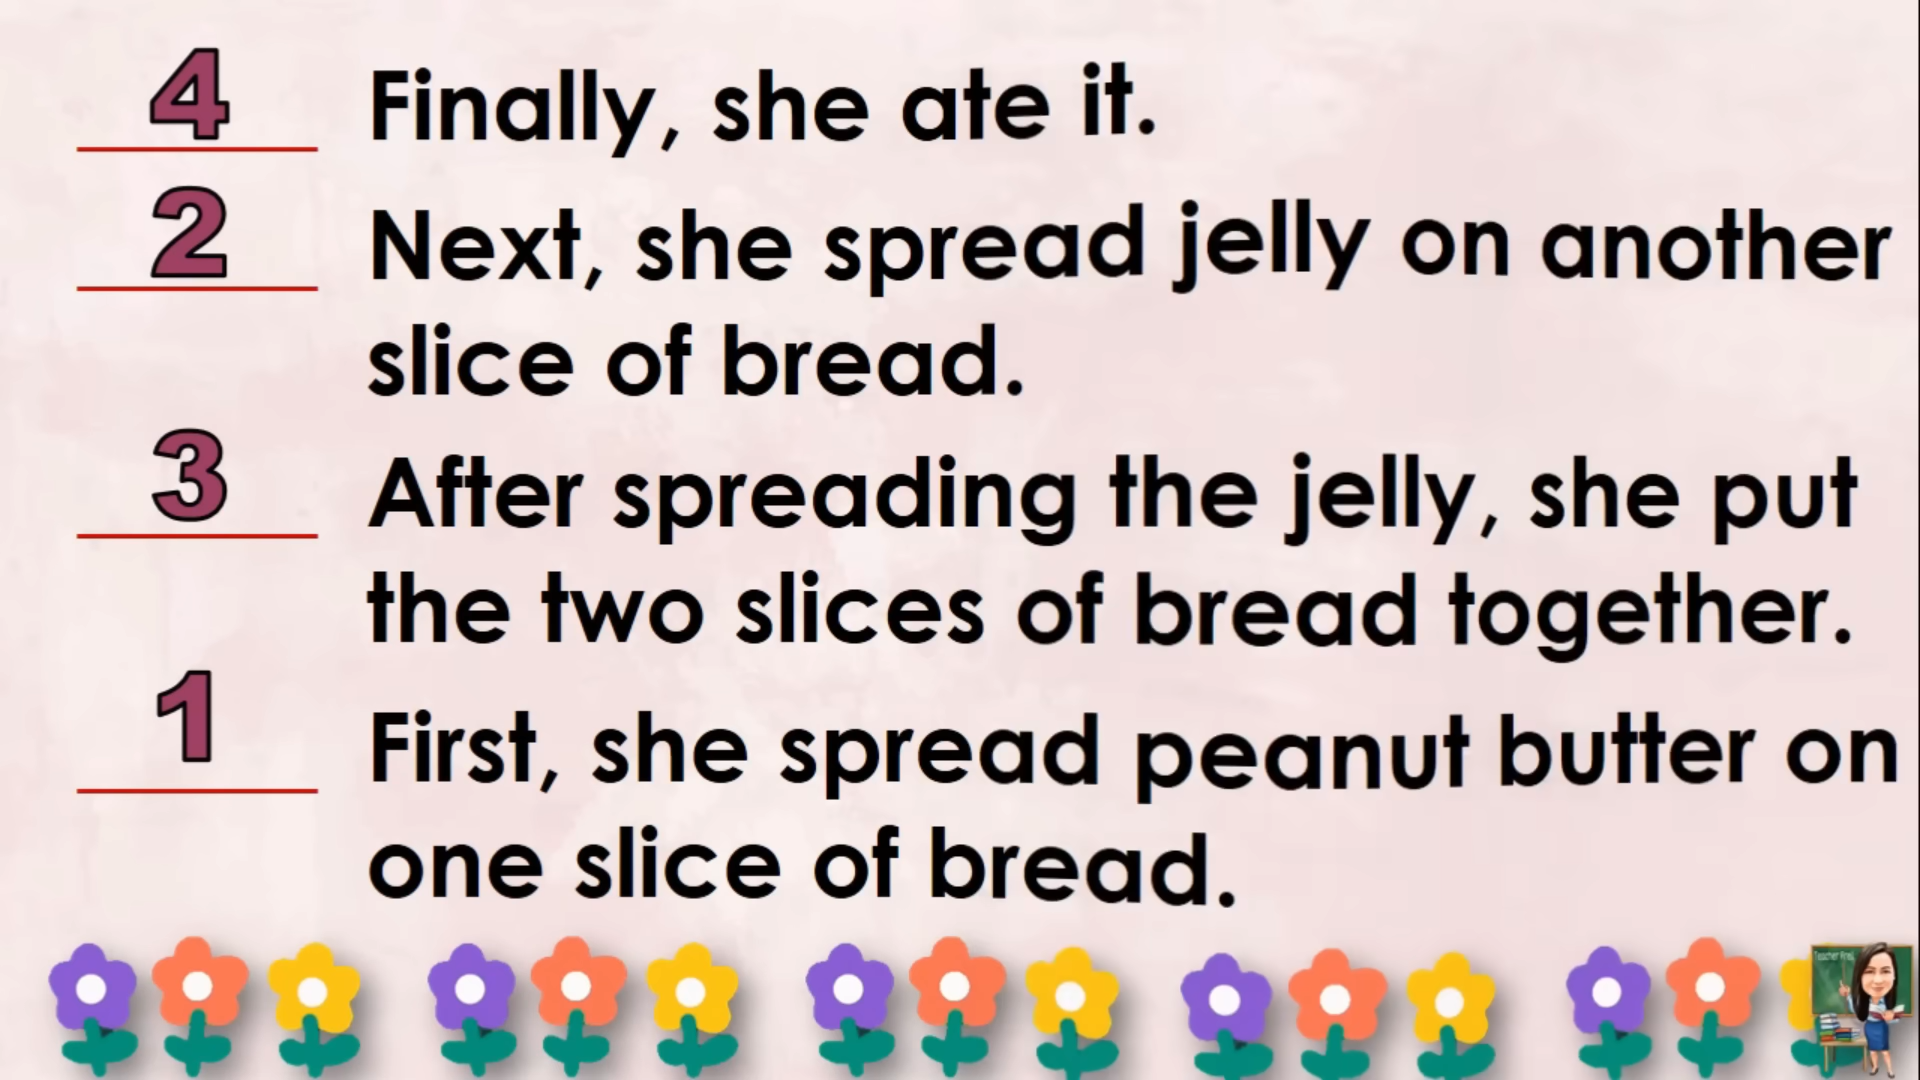 4 Finally, she ate it.
2 Next, she spread jelly on another
slice of bread.
3 After spreading the jelly, she put
the two slices of bread together.
1 First, she spread peanut butter on
one slice of bread.